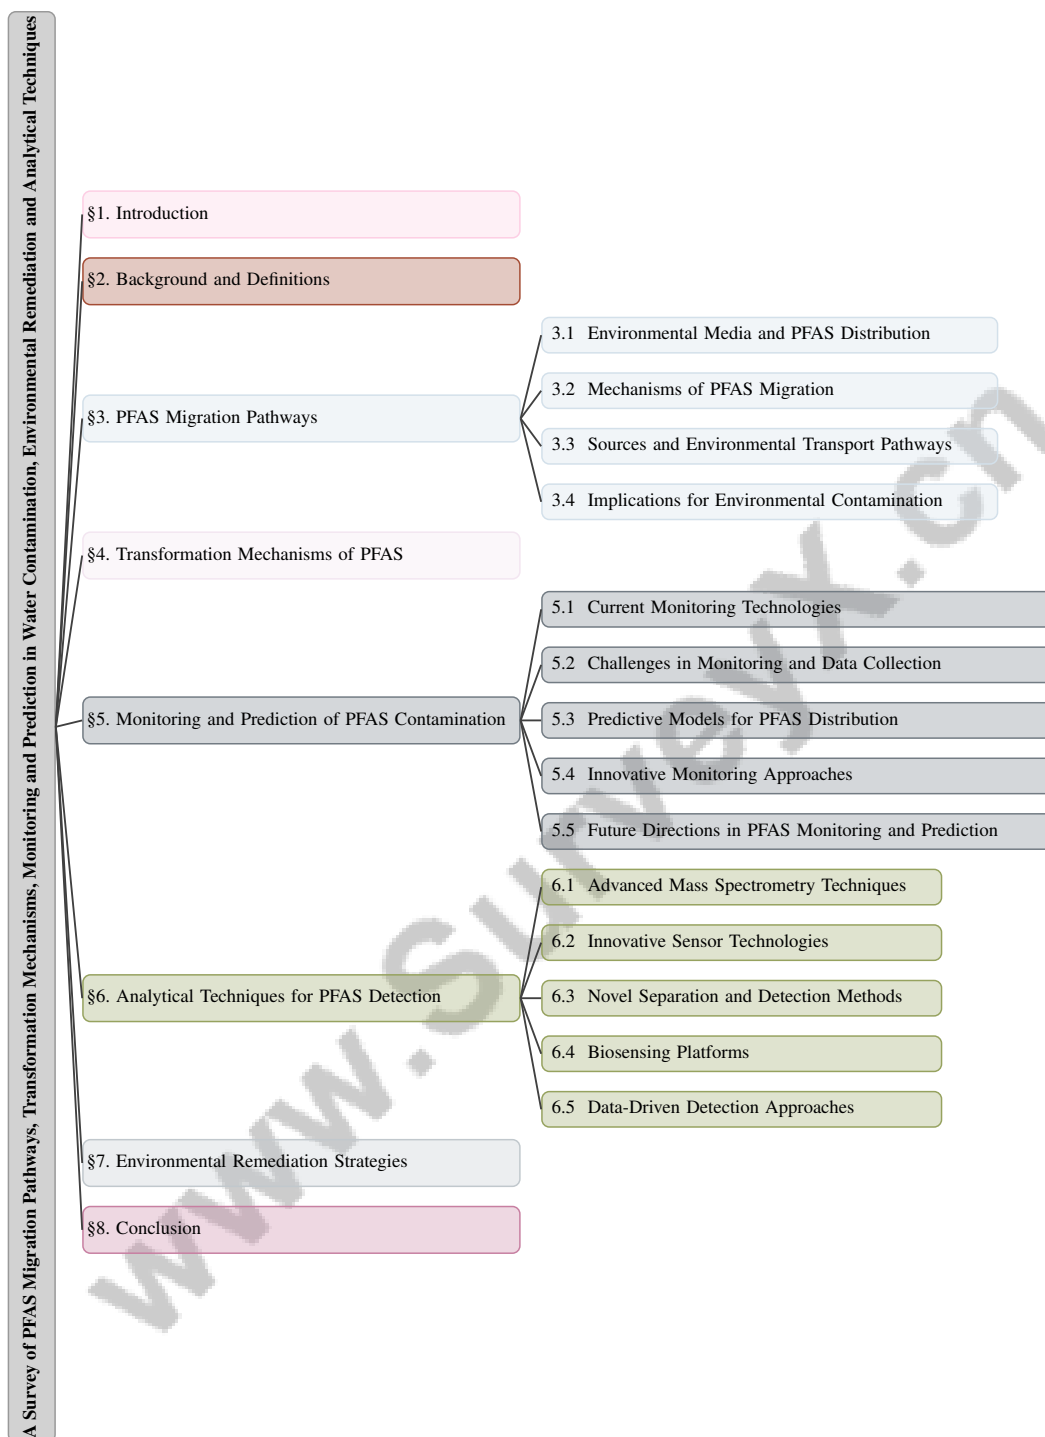 A Survey of PFAS Migration Pathways, Transformation Mechanisms, Monitoring and Prediction in Water Contamination, Environmental Remediation and Analytical Techniques
§1. Introduction
§2. Background and Definitions
§3. PFAS Migration Pathways
3.1 Environmental Media and PFAS Distribution
3.2 Mechanisms of PFAS Migration
3.3 Sources and Environmental Transport Pathways
3.4 Implications for Environmental Contamination
§4. Transformation Mechanisms of PFAS
§5. Monitoring and Prediction of PFAS Contamination
5.1 Current Monitoring Technologies
5.2 Challenges in Monitoring and Data Collection
5.3 Predictive Models for PFAS Distribution
5.4 Innovative Monitoring Approaches
5.5 Future Directions in PFAS Monitoring and Prediction
§6. Analytical Techniques for PFAS Detection
6.1 Advanced Mass Spectrometry Techniques
6.2 Innovative Sensor Technologies
6.3 Novel Separation and Detection Methods
6.4 Biosensing Platforms
6.5 Data-Driven Detection Approaches
§7. Environmental Remediation Strategies
§8. Conclusion
www.Surveyx.cn